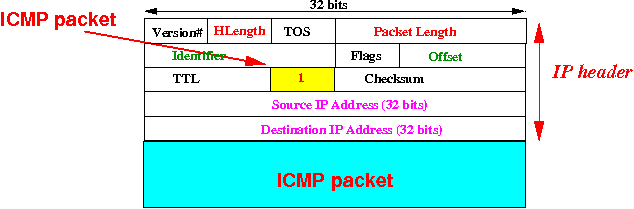 32 bits
ICMP packet
Version# HLength TOS Packet Length
Identifier Flags Offset
TTL 1 Checksum
IP header
Source IP Address (32 bits)
Destination IP Address (32 bits)
ICMP packet